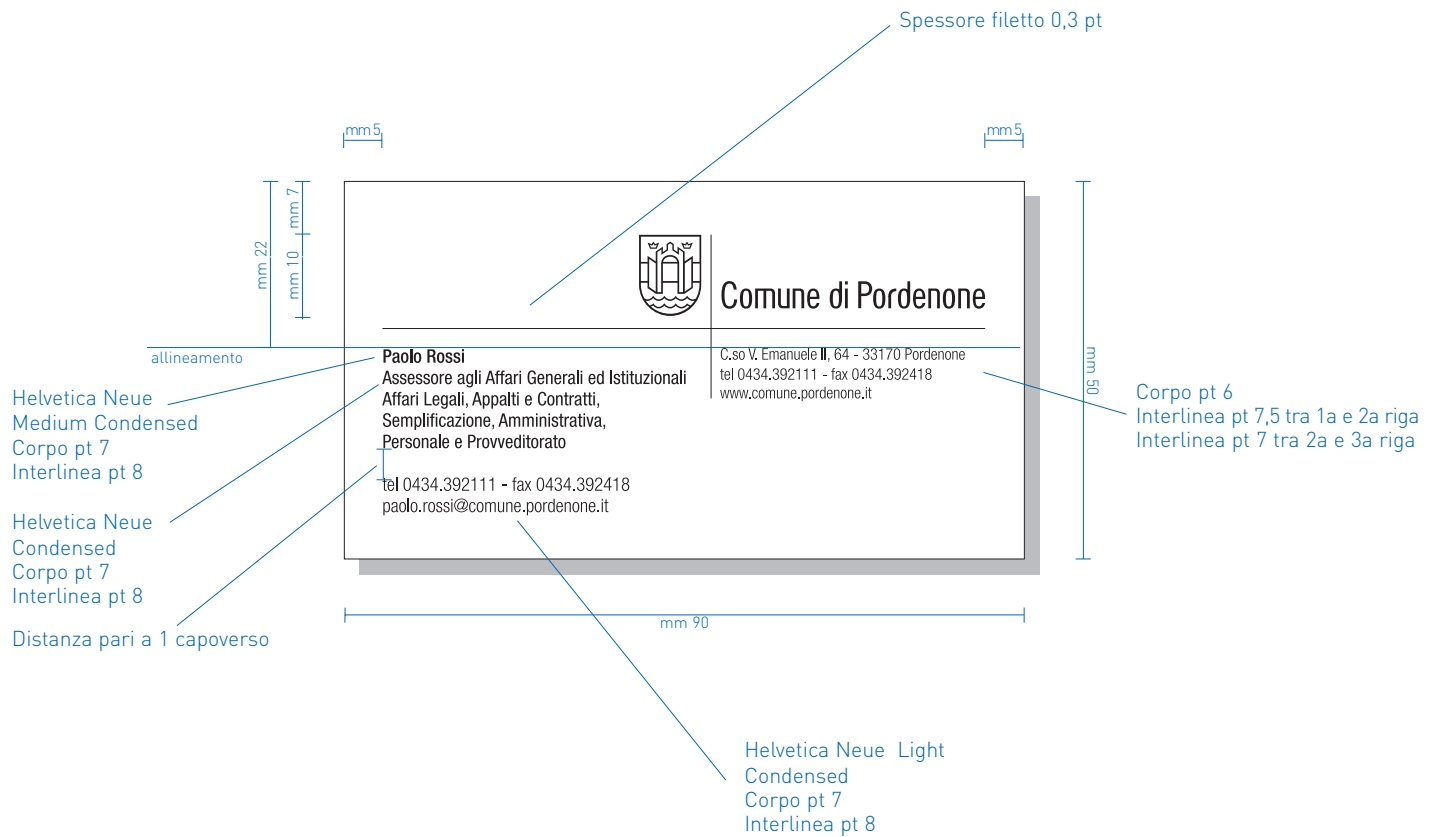 Spessore filetto 0,3 pt
mm 5
mm 5
mm 7
mm 22
mm 10
Comune di Pordenone
allineamento
Paolo Rossi
Assessore agli Affari Generali ed Istituzionali
Affari Legali, Appalti e Contratti,
Semplificazione, Amministrativa,
Personale e Provveditorato
tel 0434.392111 - fax 0434.392418
paolo.rossi@comune.pordenone.it
C.so V. Emanuele II, 64 - 33170 Pordenone
tel 0434.392111 - fax 0434.392418
www.comune.pordenone.it
mm 50
Helvetica Neue
Medium Condensed
Corpo pt 7
Interlinea pt 8
Corpo pt 6
Interlinea pt 7,5 tra 1a e 2a riga
Interlinea pt 7 tra 2a e 3a riga
Helvetica Neue
Condensed
Corpo pt 7
Interlinea pt 8
Distanza pari a 1 capoverso
mm 90
Helvetica Neue Light
Condensed
Corpo pt 7
Interlinea pt 8